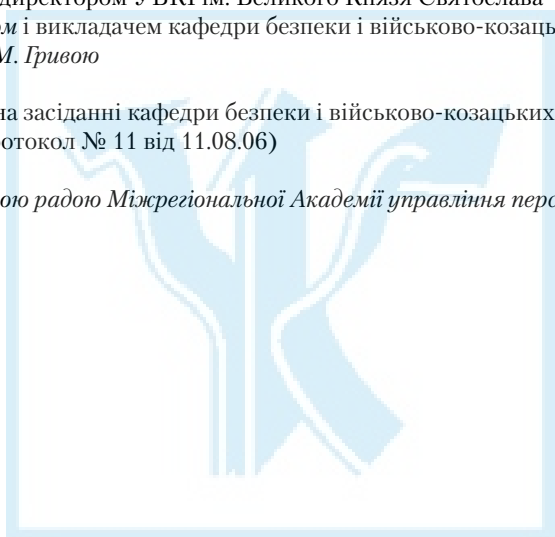 директором УВКІ ім. Великого Князя Святослава
ом і викладачем кафедри безпеки і військово-козаць
М. Гривою
на засіданні кафедри безпеки і військово-козацьких
отокол № 11 від 11.08.06)
ою радою Міжрегіональної Академії управління перс